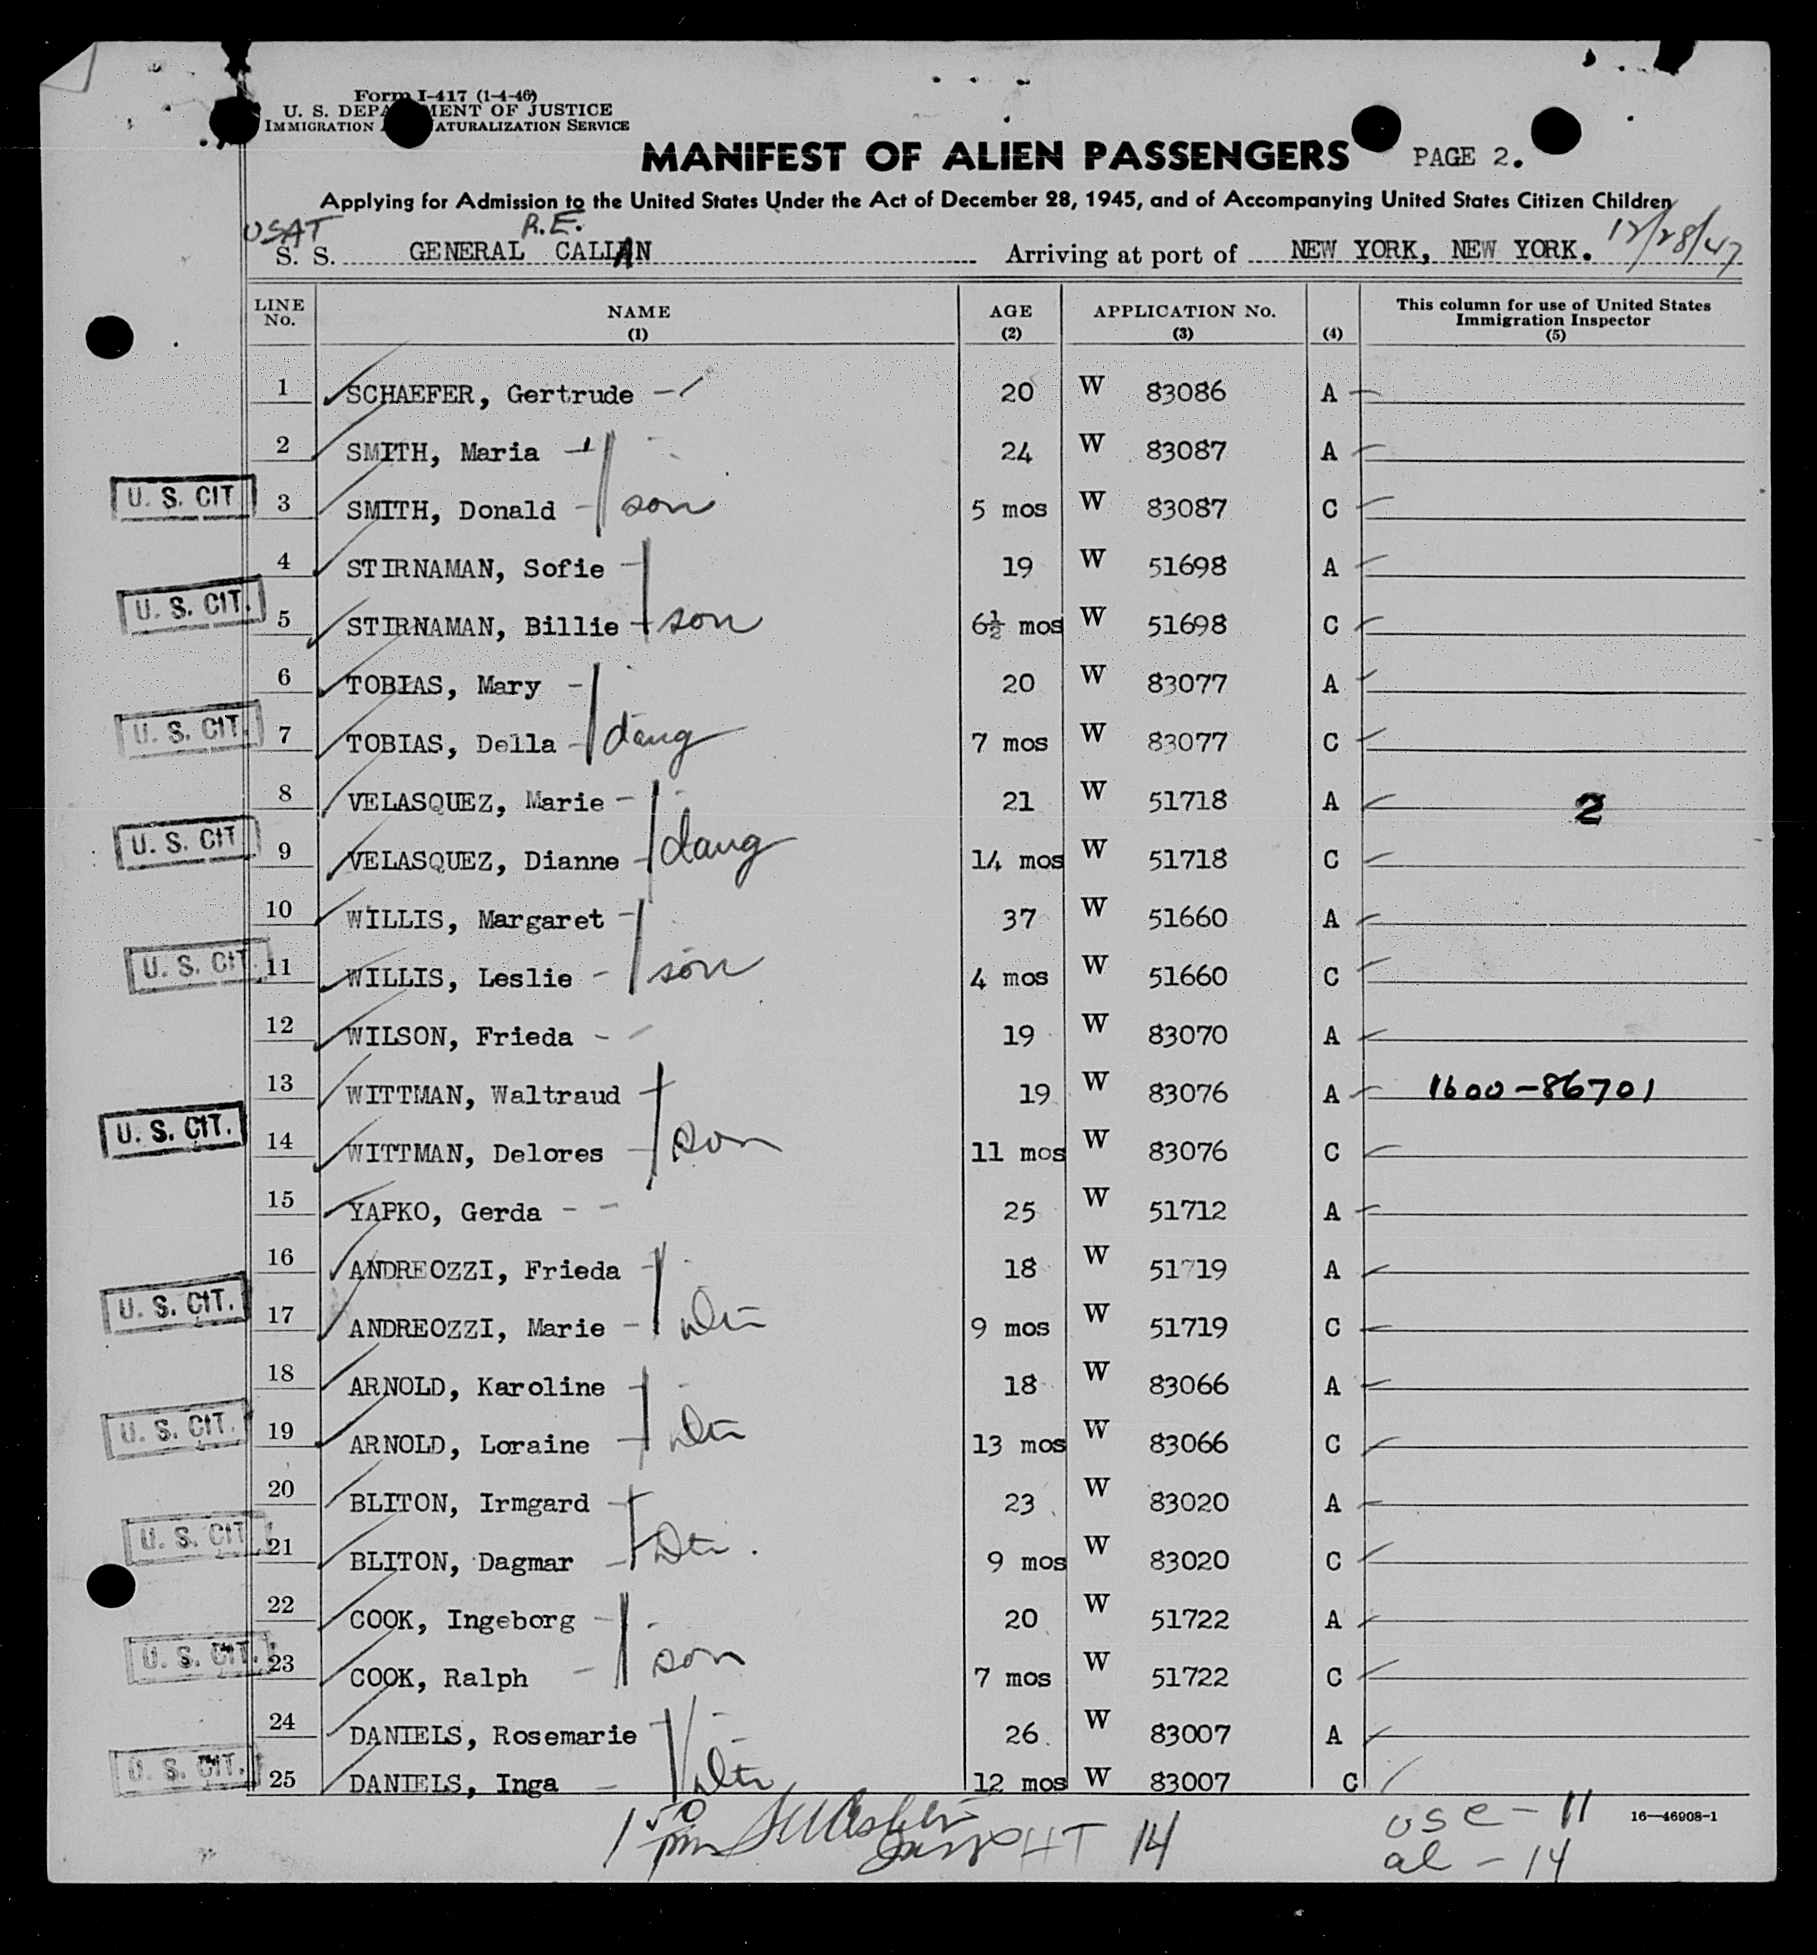 Form I-417 (1-4-46)
U. S. DEPA MENT OF JUSTICE
IMMIGRATION ATURALIZATION SERVICE
MANIFEST OF ALIEN PASSENGERS PAGE 2.
Applying for Admission to the United States Under the Act of December 28, 1945, and of Accompanying United States Citizen Children
USAT R.E. 12/28/47
S. S. GENERAL CALLAN Arriving at port of NEW YORK, NEW YORK.
LINE No. NAME (1) AGE (2) APPLICATION No. (3) (4) This column for use of United States Immigration Inspector (5)
1 SCHAEFER, Gertrude 20 W 83086 A
2 SMITH, Maria 24 W 83087 A
U. S. CIT 3 SMITH, Donald son 5 mos W 83087 C
4 STIRNAMAN, Sofie 19 W 51698 A
U. S. CIT. 5 STIRNAMAN, Billie son 6½ mos W 51698 C
6 TOBIAS, Mary 20 W 83077 A
U. S. CIT. 7 TOBIAS, Della daug 7 mos W 83077 C
8 VELASQUEZ, Marie 21 W 51718 A 2
U. S. CIT 9 VELASQUEZ, Dianne daug 14 mos W 51718 C
10 WILLIS, Margaret 37 W 51660 A
U. S. CIT. 11 WILLIS, Leslie son 4 mos W 51660 C
12 WILSON, Frieda 19 W 83070 A
13 WITTMAN, Waltraud 19 W 83076 A 1600-86701
U. S. CIT. 14 WITTMAN, Delores son 11 mos W 83076 C
15 YAPKO, Gerda 25 W 51712 A
16 ANDREOZZI, Frieda 18 W 51719 A
U. S. CIT. 17 ANDREOZZI, Marie 9 mos W 51719 C
18 ARNOLD, Karoline 18 W 83066 A
U. S. CIT. 19 ARNOLD, Loraine 13 mos W 83066 C
20 BLITON, Irmgard 23 W 83020 A
U. S. CIT. 21 BLITON, Dagmar 9 mos W 83020 C
22 COOK, Ingeborg 20 W 51722 A
U. S. CIT. 23 COOK, Ralph son 7 mos W 51722 C
24 DANIELS, Rosemarie 26 W 83007 A
U. S. CIT. 25 DANIELS, Inga 12 mos W 83007 C
1 50 pm HT 14 use - 11 16—46908-1
al - 14